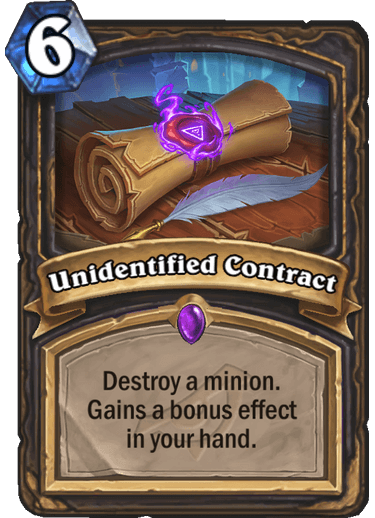 6
Unidentified Contract
Destroy a minion.
Gains a bonus effect
in your hand.